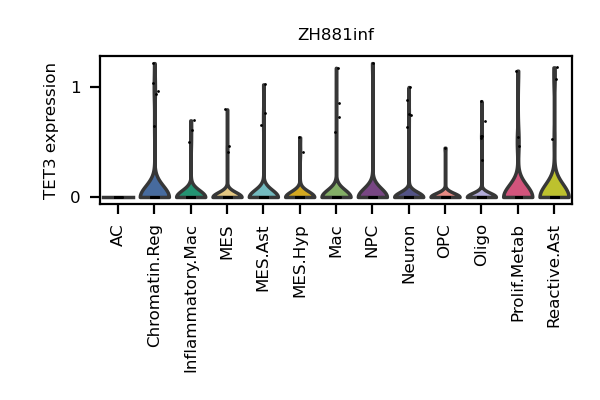 ZH881inf
TET3 expression
1
0
AC
Chromatin.Reg
Inflammatory.Mac
MES
MES.Ast
MES.Hyp
Mac
NPC
Neuron
OPC
Oligo
Prolif.Metab
Reactive.Ast